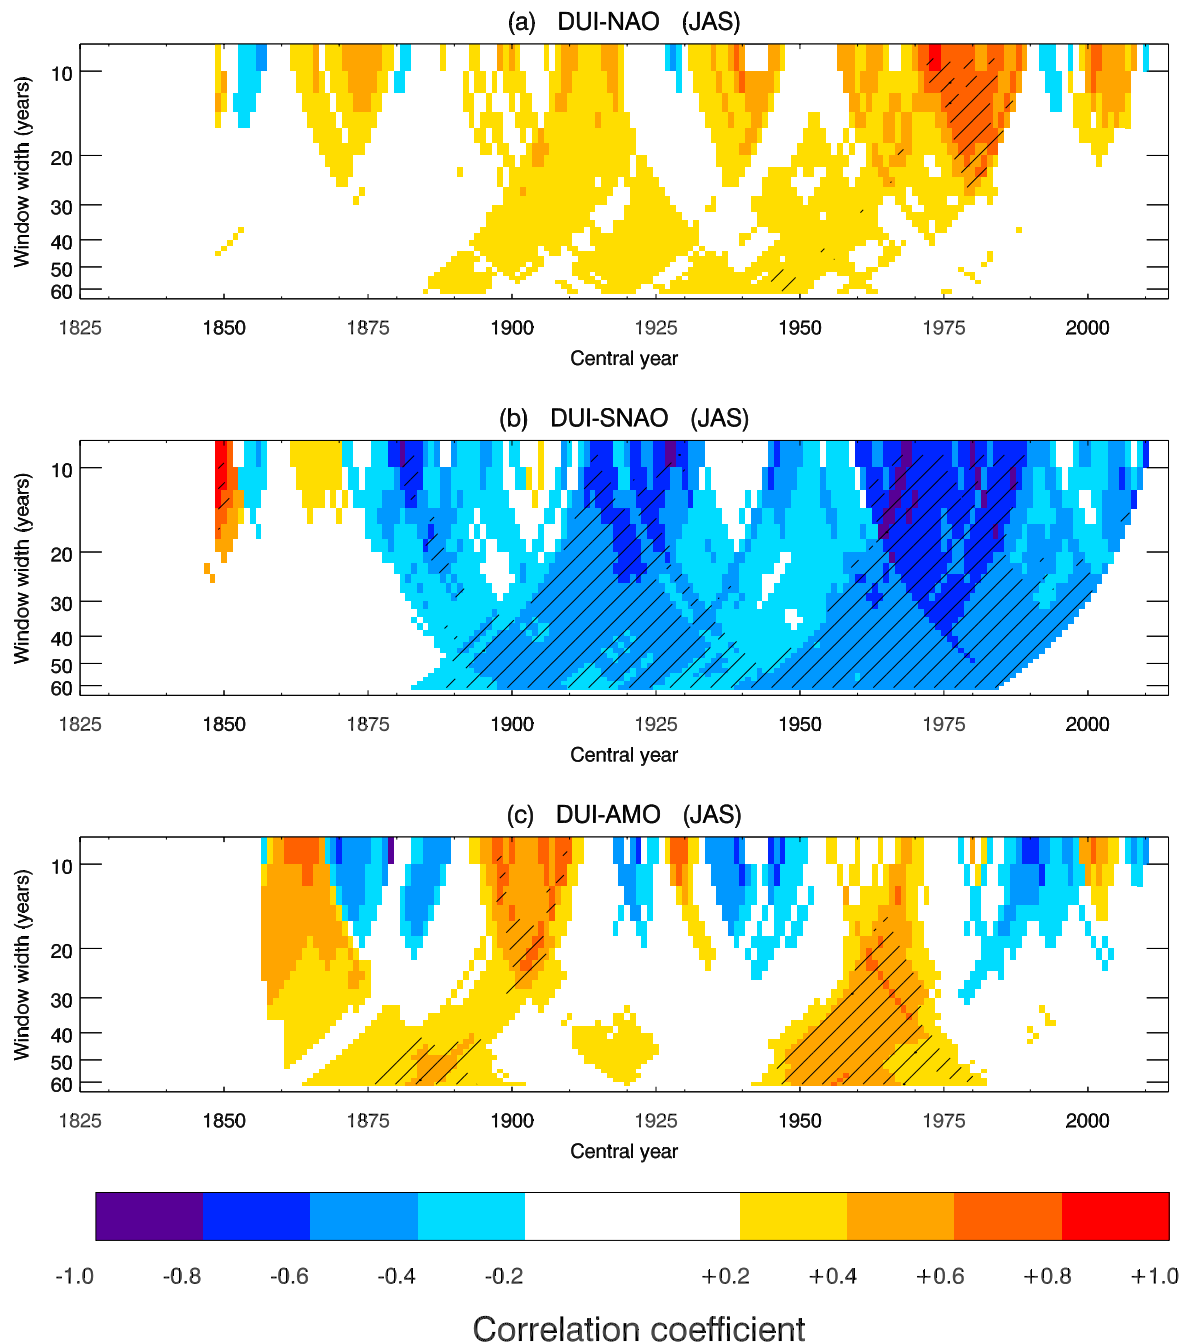 (a) DUI-NAO (JAS)
Window width (years)
10
20
30
40
50
60
1825 1850 1875 1900 1925 1950 1975 2000
Central year
(b) DUI-SNAO (JAS)
Window width (years)
10
20
30
40
50
60
1825 1850 1875 1900 1925 1950 1975 2000
Central year
(c) DUI-AMO (JAS)
Window width (years)
10
20
30
40
50
60
1825 1850 1875 1900 1925 1950 1975 2000
Central year
-1.0 -0.8 -0.6 -0.4 -0.2 +0.2 +0.4 +0.6 +0.8 +1.0
Correlation coefficient